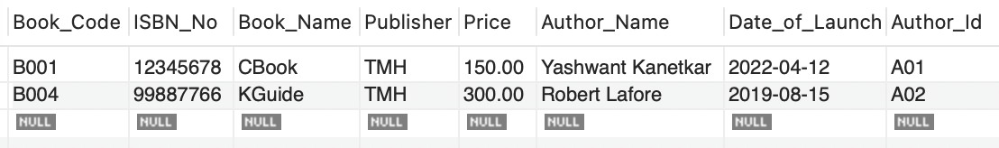 Book_Code ISBN_No Book_Name Publisher Price Author_Name Date_of_Launch Author_Id
B001 12345678 CBook TMH 150.00 Yashwant Kanetkar 2022-04-12 A01
B004 99887766 KGuide TMH 300.00 Robert Lafore 2019-08-15 A02
NULL NULL NULL NULL NULL NULL NULL NULL